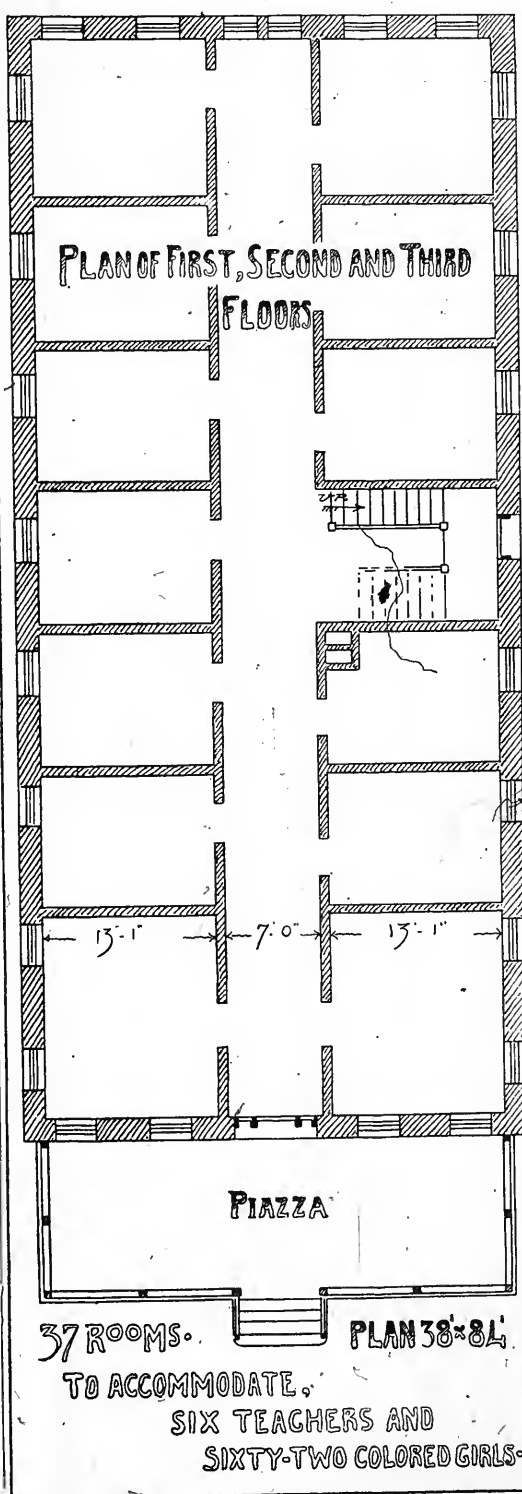 PLAN OF FIRST, SECOND AND THIRD
FLOORS
UP
13'-1" 7'-0" 13'-1"
PIAZZA
37 ROOMS. PLAN 38'x84'
TO ACCOMMODATE,
SIX TEACHERS AND
SIXTY-TWO COLORED GIRLS.